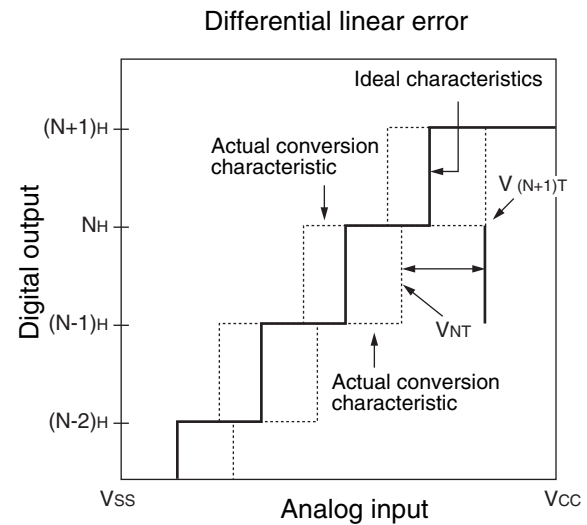 Differential linear error
Ideal characteristics
(N+1)H
Actual conversion
characteristic
V (N+1)T
NH
Digital output
(N-1)H
VNT
Actual conversion
characteristic
(N-2)H
VSS
Analog input
VCC